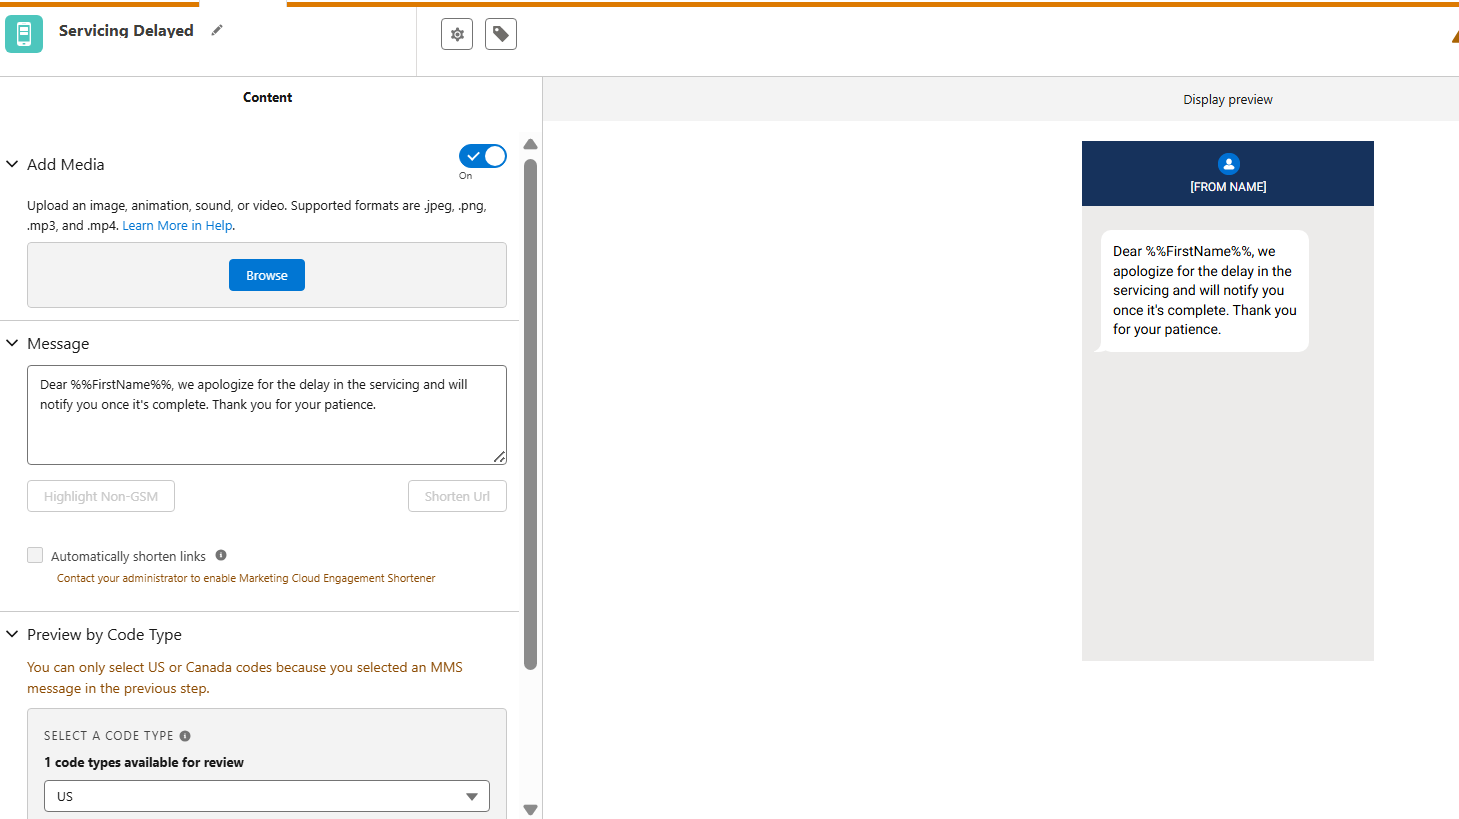 Servicing Delayed
Content
Display preview
Add Media
On
Upload an image, animation, sound, or video. Supported formats are .jpeg, .png,
.mp3, and .mp4. Learn More in Help.
Browse
Message
Dear %%FirstName%%, we apologize for the delay in the servicing and will
notify you once it's complete. Thank you for your patience.
Highlight Non-GSM
Shorten Url
Automatically shorten links
Contact your administrator to enable Marketing Cloud Engagement Shortener
Preview by Code Type
You can only select US or Canada codes because you selected an MMS
message in the previous step.
SELECT A CODE TYPE
1 code types available for review
US
[FROM NAME]
Dear %%FirstName%%, we
apologize for the delay in the
servicing and will notify you
once it's complete. Thank you
for your patience.